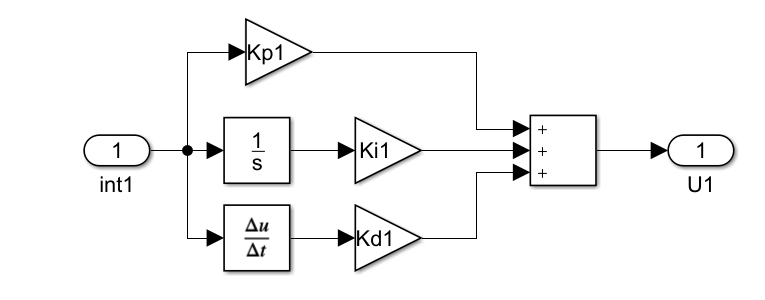 Kp1
1
int1
1
s
Ki1
+
+
+
1
U1
Δu
Δt
Kd1